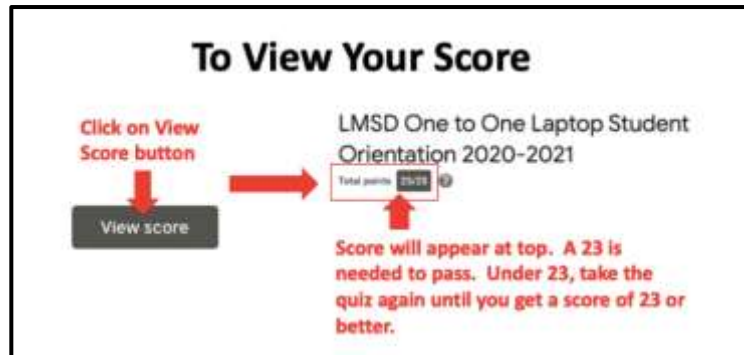 To View Your Score
Click on View
Score button
View score
LMSD One to One Laptop Student
Orientation 2020-2021
Total points 25/25
Score will appear at top. A 23 is
needed to pass. Under 23, take the
quiz again until you get a score of 23 or
better.